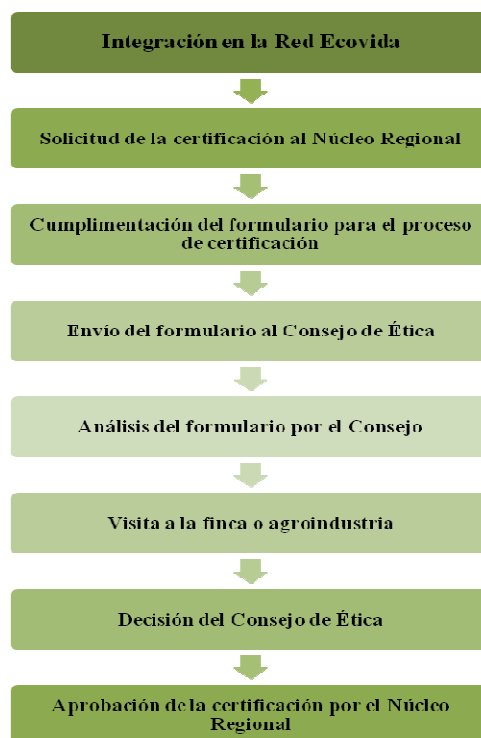 Integración en la Red Ecovida
Solicitud de la certificación al Núcleo Regional
Cumplimentación del formulario para el proceso
de certificación
Envío del formulario al Consejo de Ética
Análisis del formulario por el Consejo
Visita a la finca o agroindustria
Decisión del Consejo de Ética
Aprobación de la certificación por el Núcleo
Regional